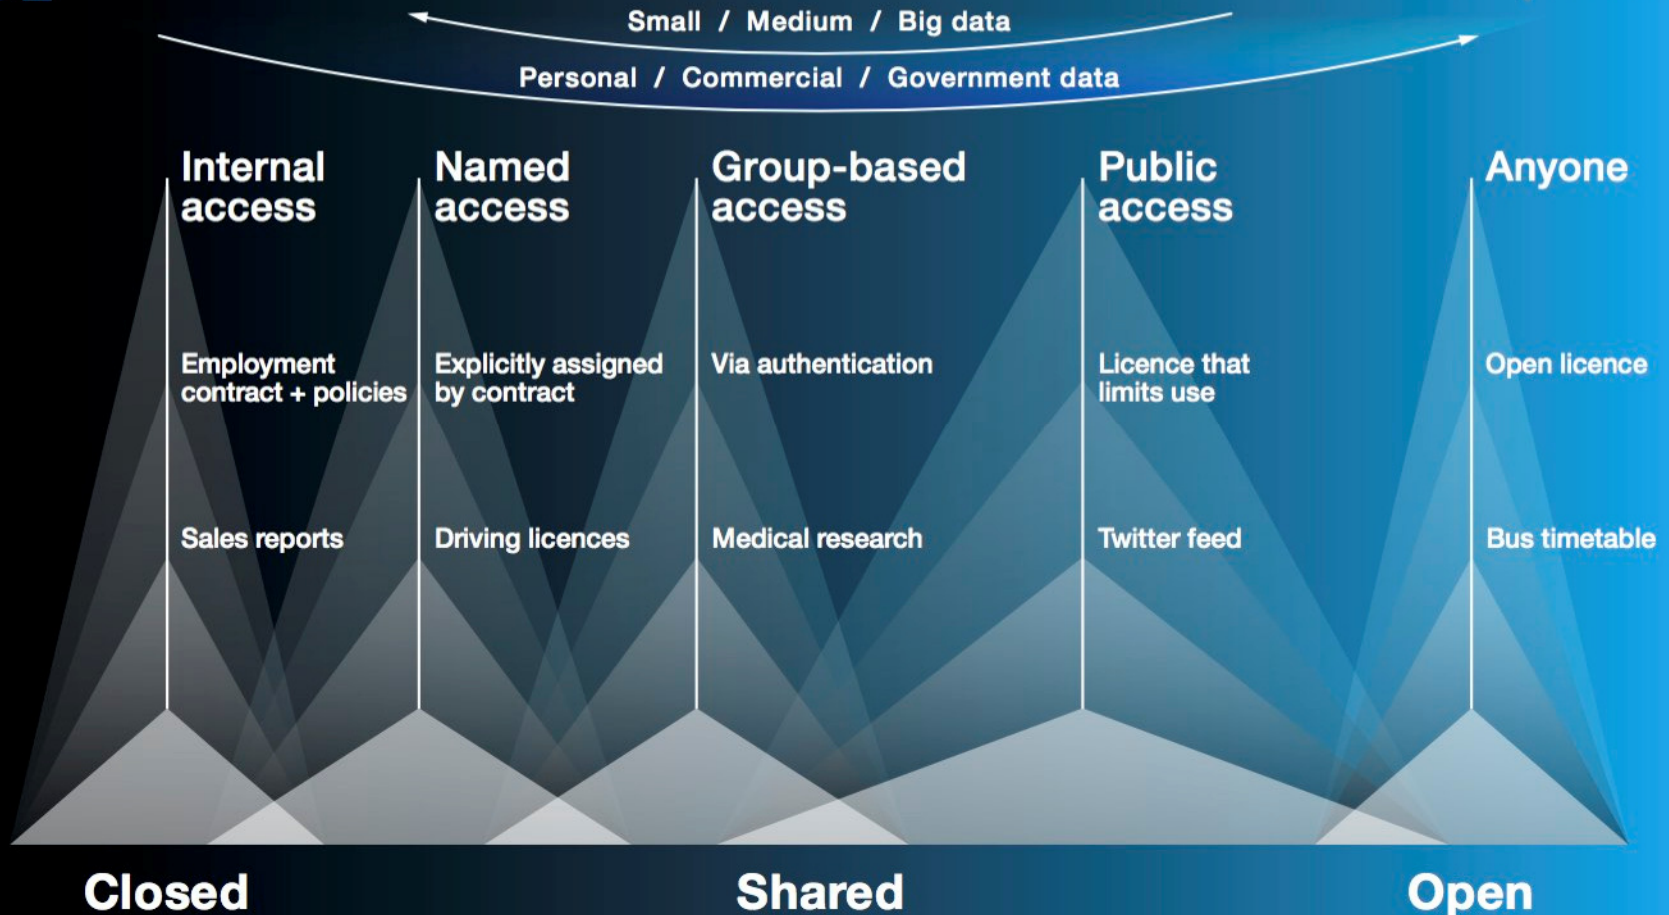 Small / Medium / Big data
Personal / Commercial / Government data
Internal
access
Named
access
Group-based
access
Public
access
Anyone
Employment
contract + policies
Explicitly assigned
by contract
Via authentication
Licence that
limits use
Open licence
Sales reports
Driving licences
Medical research
Twitter feed
Bus timetable
Closed
Shared
Open